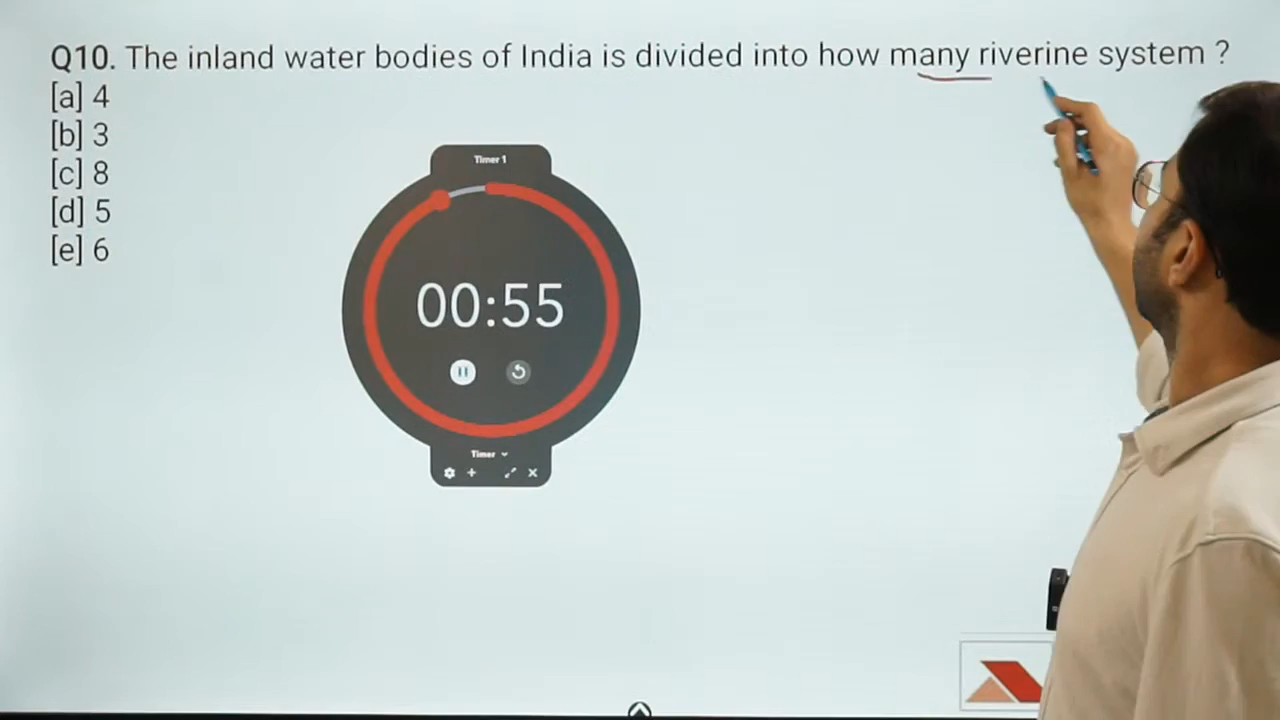 Q10. The inland water bodies of India is divided into how many riverine system ?
[a] 4
[b] 3
[c] 8
[d] 5
[e] 6
Timer 1
00:55
Timer